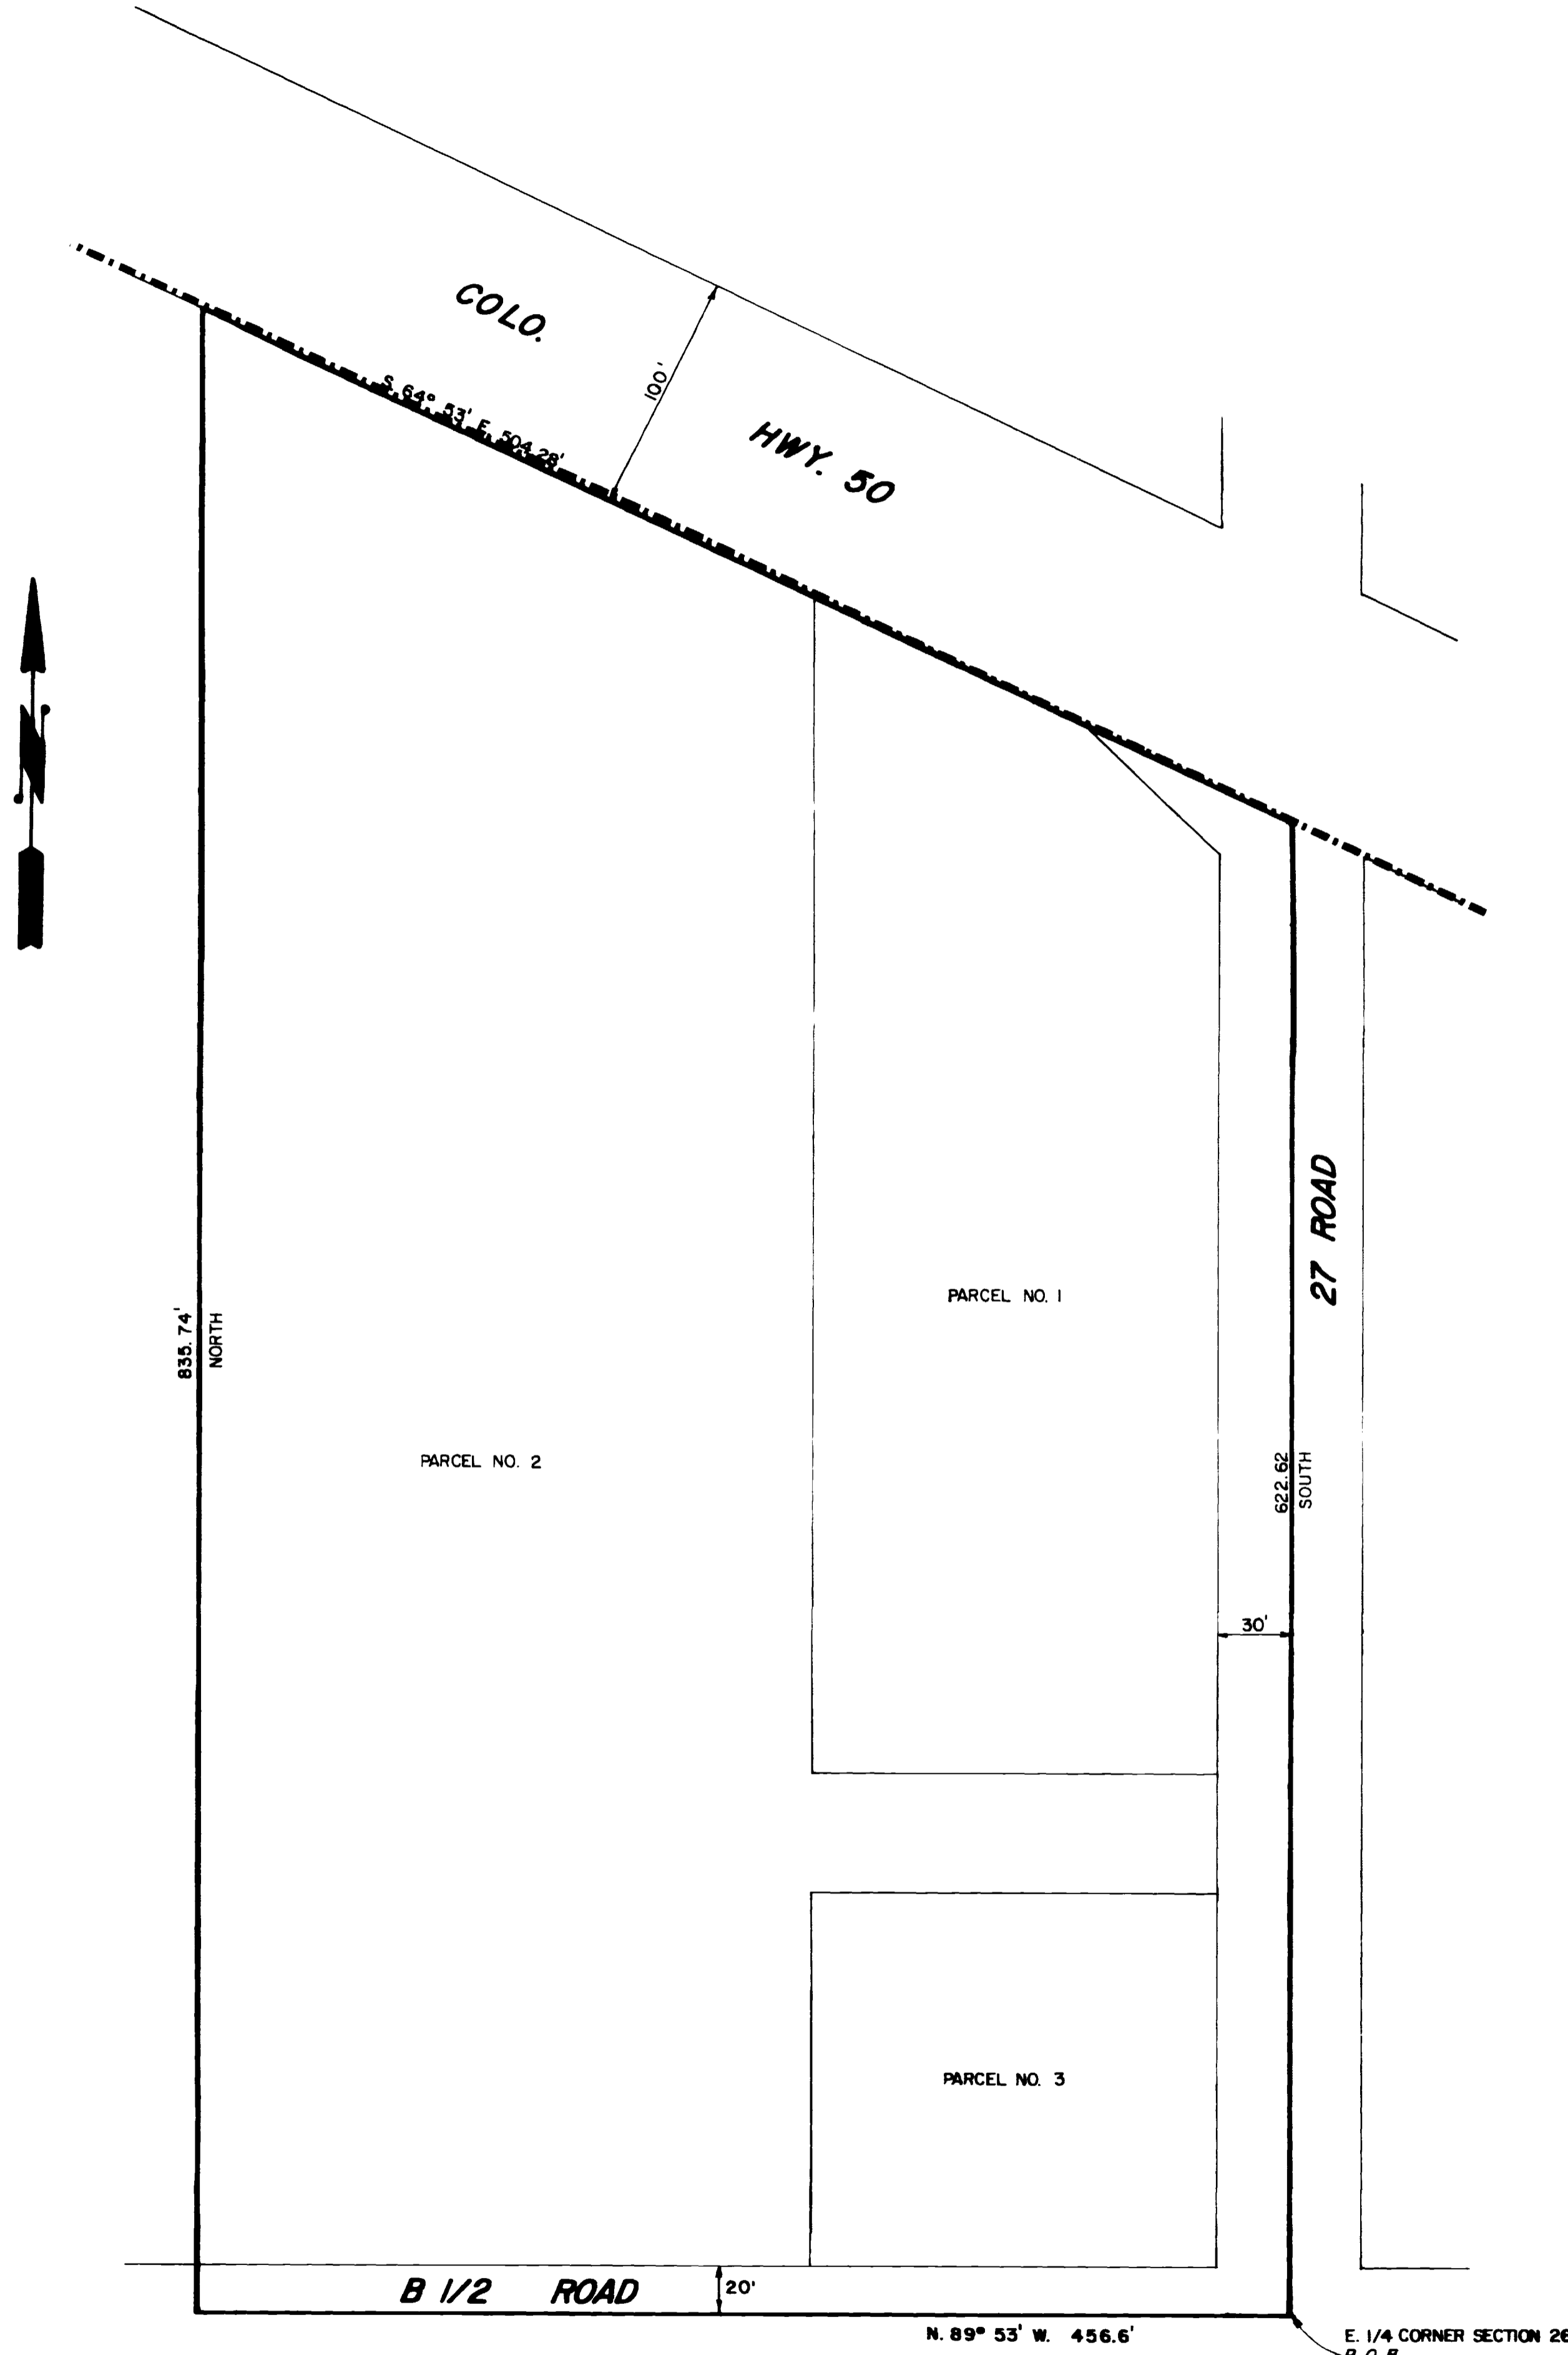 COLO.
100'
HWY. 50
S. 64° 53' E. 504.28'
N
27 ROAD
PARCEL NO. 1
835.74'
NORTH
PARCEL NO. 2
622.62
SOUTH
30'
PARCEL NO. 3
B 1/2 ROAD
20'
N. 89° 53' W. 456.6'
E. 1/4 CORNER SECTION 26
P. O. B.